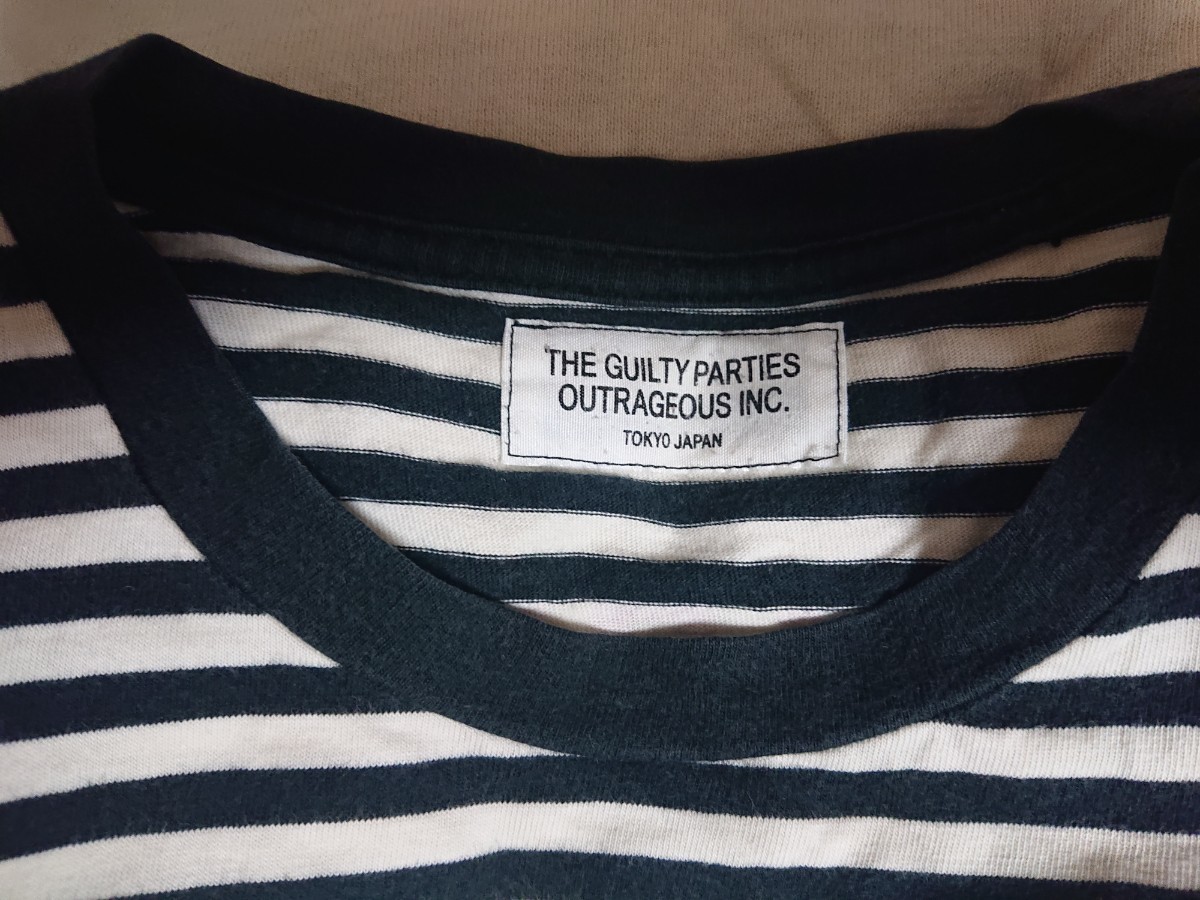 THE GUILTY PARTIES
OUTRAGEOUS INC.
TOKYO JAPAN